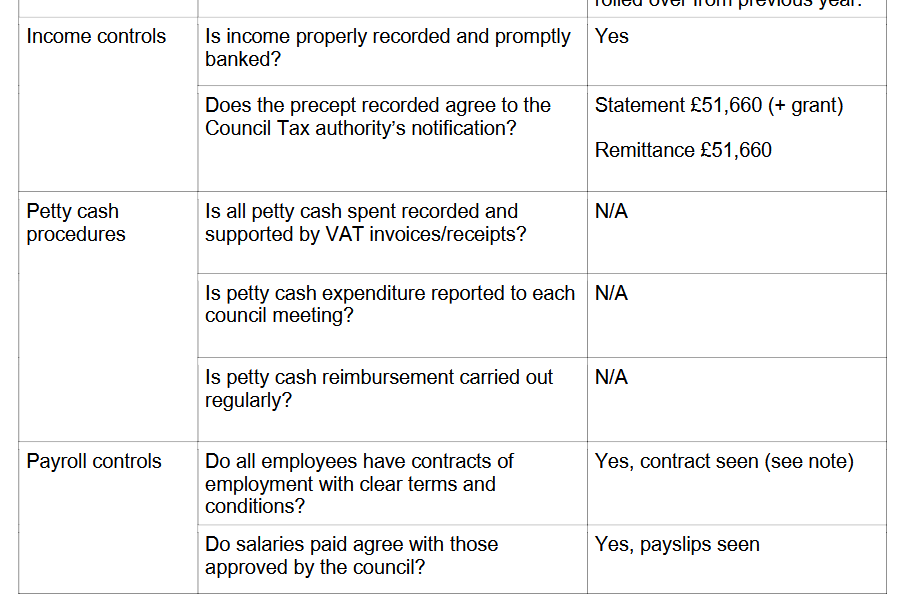 rolled over from previous year.
Income controls
Is income properly recorded and promptly
banked?
Yes
Does the precept recorded agree to the
Council Tax authority’s notification?
Statement £51,660 (+ grant)
Remittance £51,660
Petty cash
procedures
Is all petty cash spent recorded and
supported by VAT invoices/receipts?
N/A
Is petty cash expenditure reported to each
council meeting?
N/A
Is petty cash reimbursement carried out
regularly?
N/A
Payroll controls
Do all employees have contracts of
employment with clear terms and
conditions?
Yes, contract seen (see note)
Do salaries paid agree with those
approved by the council?
Yes, payslips seen